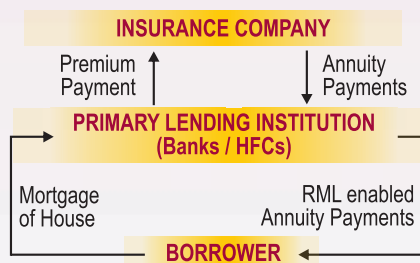 INSURANCE COMPANY
Premium
Payment
Annuity
Payments
PRIMARY LENDING INSTITUTION
(Banks / HFCs)
Mortgage
of House
RML enabled
Annuity Payments
BORROWER